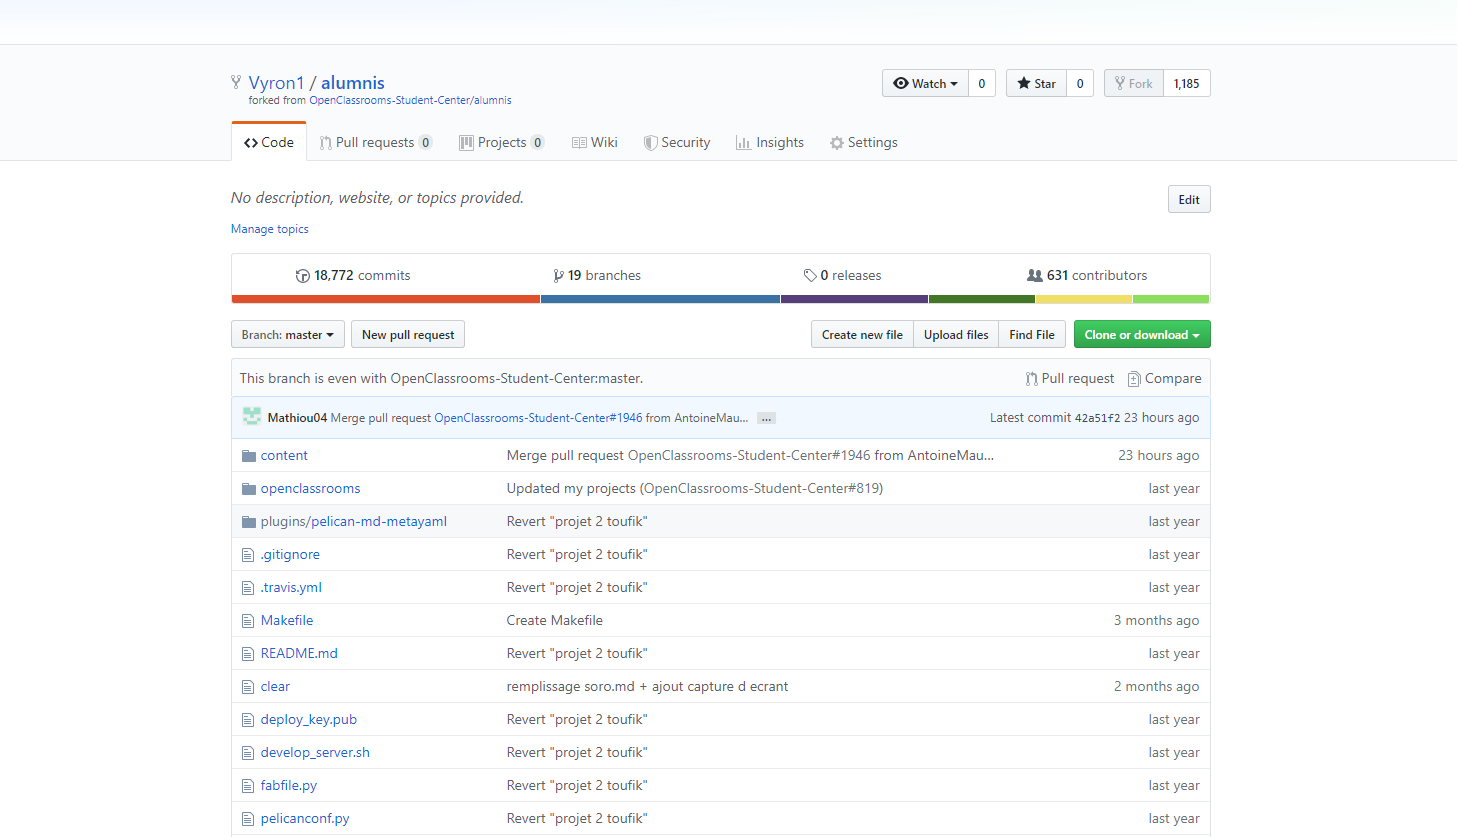 Vyron1 / alumnis Watch 0 Star 0 Fork 1,185
forked from OpenClassrooms-Student-Center/alumnis
Code Pull requests 0 Projects 0 Wiki Security Insights Settings
No description, website, or topics provided. Edit
Manage topics
18,772 commits 19 branches 0 releases 631 contributors
Branch: master New pull request Create new file Upload files Find File Clone or download
This branch is even with OpenClassrooms-Student-Center:master. Pull request Compare
Mathiou04 Merge pull request OpenClassrooms-Student-Center#1946 from AntoineMau... ... Latest commit 42a51f2 23 hours ago
content Merge pull request OpenClassrooms-Student-Center#1946 from AntoineMau... 23 hours ago
openclassrooms Updated my projects (OpenClassrooms-Student-Center#819) last year
plugins/pelican-md-metayaml Revert "projet 2 toufik" last year
.gitignore Revert "projet 2 toufik" last year
.travis.yml Revert "projet 2 toufik" last year
Makefile Create Makefile 3 months ago
README.md Revert "projet 2 toufik" last year
clear remplissage soro.md + ajout capture d ecrant 2 months ago
deploy_key.pub Revert "projet 2 toufik" last year
develop_server.sh Revert "projet 2 toufik" last year
fabfile.py Revert "projet 2 toufik" last year
pelicanconf.py Revert "projet 2 toufik" last year